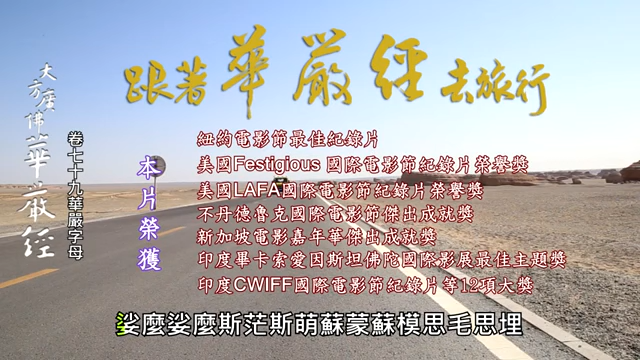 跟著華嚴經去旅行
大方廣佛華嚴經
卷七十九華嚴字母
本片榮獲
紐約電影節最佳紀錄片
美國Festigious國際電影節紀錄片榮譽獎
美國LAFA國際電影節紀錄片榮譽獎
不丹德魯克國際電影節傑出成就獎
新加坡電影嘉年華傑出成就獎
印度畢卡索愛因斯坦佛陀國際影展最佳主題獎
印度CWIFF國際電影節紀錄片等12項大獎
娑麼娑麼斯茫斯萌蘇蒙蘇模思毛思埋